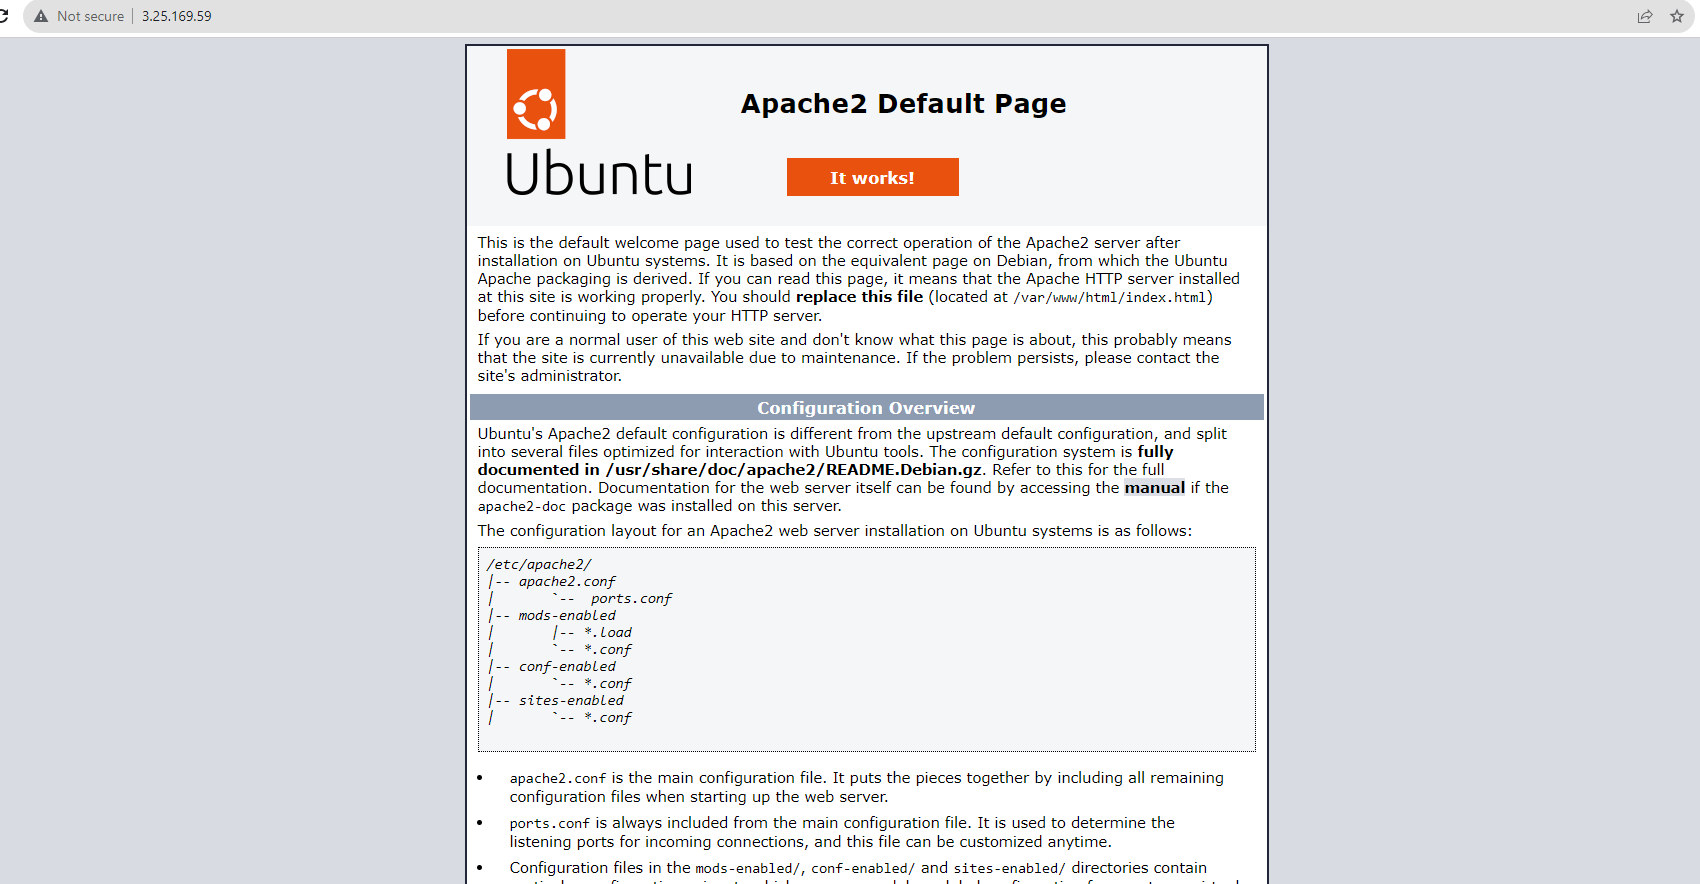 Not secure | 3.25.169.59
Apache2 Default Page
Ubuntu
It works!
This is the default welcome page used to test the correct operation of the Apache2 server after
installation on Ubuntu systems. It is based on the equivalent page on Debian, from which the Ubuntu
Apache packaging is derived. If you can read this page, it means that the Apache HTTP server installed
at this site is working properly. You should replace this file (located at /var/www/html/index.html)
before continuing to operate your HTTP server.
If you are a normal user of this web site and don't know what this page is about, this probably means
that the site is currently unavailable due to maintenance. If the problem persists, please contact the
site's administrator.
Configuration Overview
Ubuntu's Apache2 default configuration is different from the upstream default configuration, and split
into several files optimized for interaction with Ubuntu tools. The configuration system is fully
documented in /usr/share/doc/apache2/README.Debian.gz. Refer to this for the full
documentation. Documentation for the web server itself can be found by accessing the manual if the
apache2-doc package was installed on this server.
The configuration layout for an Apache2 web server installation on Ubuntu systems is as follows:
/etc/apache2/
|-- apache2.conf
|       `--  ports.conf
|-- mods-enabled
|       |-- *.load
|       `-- *.conf
|-- conf-enabled
|       `-- *.conf
|-- sites-enabled
|       `-- *.conf
• apache2.conf is the main configuration file. It puts the pieces together by including all remaining
configuration files when starting up the web server.
• ports.conf is always included from the main configuration file. It is used to determine the
listening ports for incoming connections, and this file can be customized anytime.
• Configuration files in the mods-enabled/, conf-enabled/ and sites-enabled/ directories contain